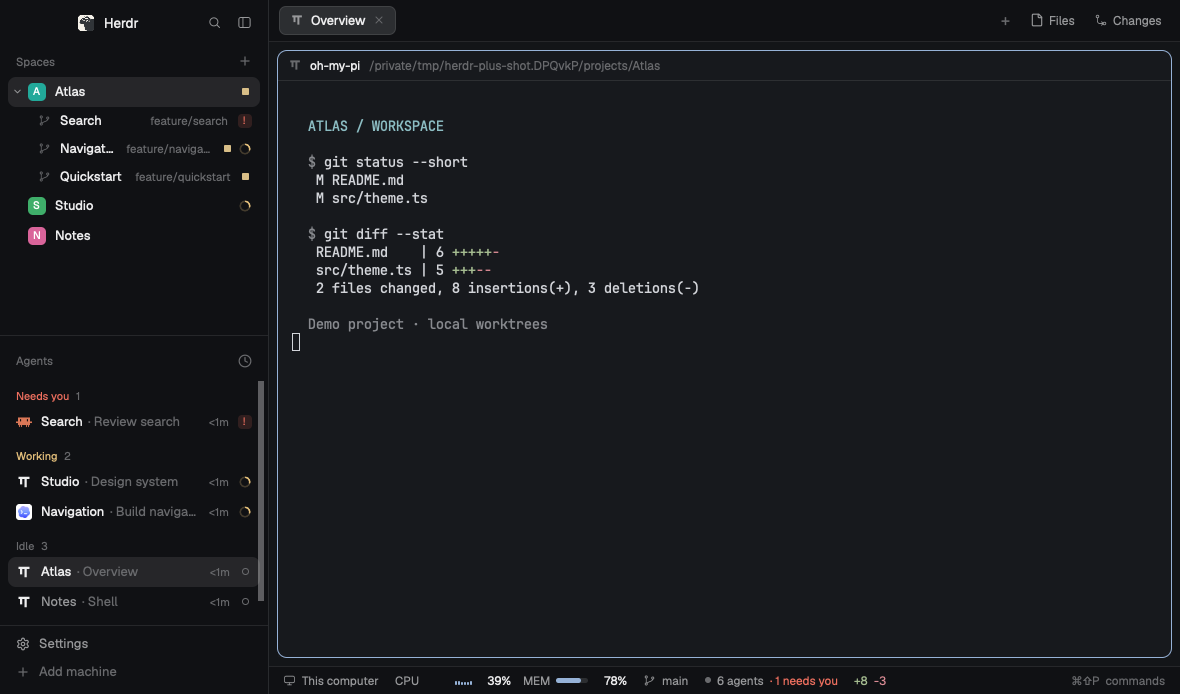 Herdr
Spaces
A Atlas
Search feature/search !
Navigat... feature/naviga...
Quickstart feature/quickstart
S Studio
N Notes
Agents
Needs you 1
Search · Review search <1m !
Working 2
Studio · Design system <1m
Navigation · Build naviga... <1m
Idle 3
Atlas · Overview <1m
Notes · Shell <1m
Settings
+ Add machine
Overview ×
+ Files Changes
oh-my-pi /private/tmp/herdr-plus-shot.DPQvkP/projects/Atlas
ATLAS / WORKSPACE
$ git status --short
M README.md
M src/theme.ts
$ git diff --stat
README.md | 6 +++++-
src/theme.ts | 5 +++--
2 files changed, 8 insertions(+), 3 deletions(-)
Demo project · local worktrees
This computer CPU 39% MEM 78% main 6 agents · 1 needs you +8 -3 ⌘⇧P commands